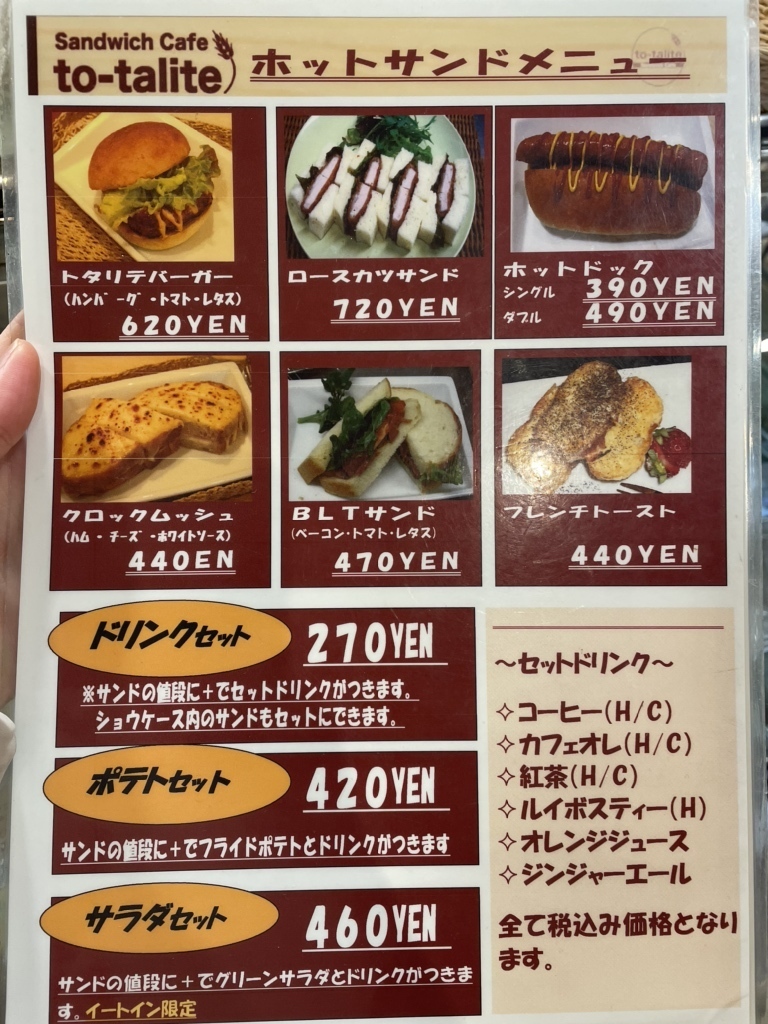 Sandwich Cafe
to-talite
ホットサンドメニュー
to-talite
トタリテバーガー
(ハンバーグ・トマト・レタス)
620YEN
ロースカツサンド
720YEN
ホットドック
シングル 390YEN
ダブル 490YEN
クロックムッシュ
(ハム・チーズ・ホワイトソース)
440EN
BLTサンド
(ベーコン・トマト・レタス)
470YEN
フレンチトースト
440YEN
ドリンクセット 270YEN
※サンドの値段に+でセットドリンクがつきます。
ショウケース内のサンドもセットにできます。
ポテトセット 420YEN
サンドの値段に+でフライドポテトとドリンクがつきます
サラダセット 460YEN
サンドの値段に+でグリーンサラダとドリンクがつきま
す。イートイン限定
～セットドリンク～
✧コーヒー(H/C)
✧カフェオレ(H/C)
✧紅茶(H/C)
✧ルイボスティー(H)
✧オレンジジュース
✧ジンジャーエール
全て税込み価格となり
ます。